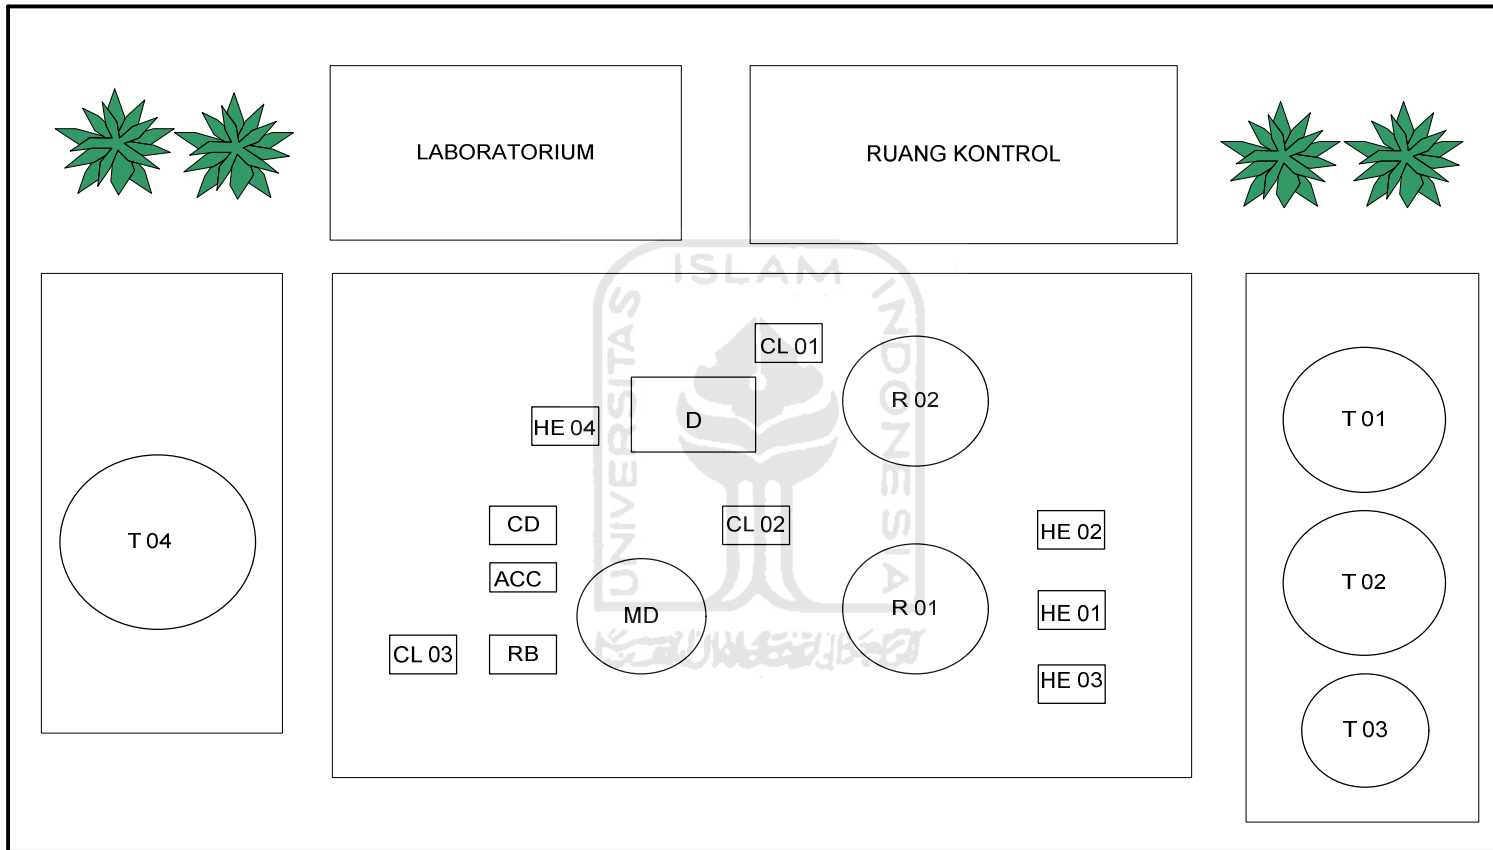 LABORATORIUM
RUANG KONTROL
UNIVERSITAS
ISLAM
INDONESIA
CL 01
R 02
D
HE 04
T 01
CD
CL 02
HE 02
T 04
ACC
T 02
MD
R 01
HE 01
CL 03
RB
HE 03
T 03